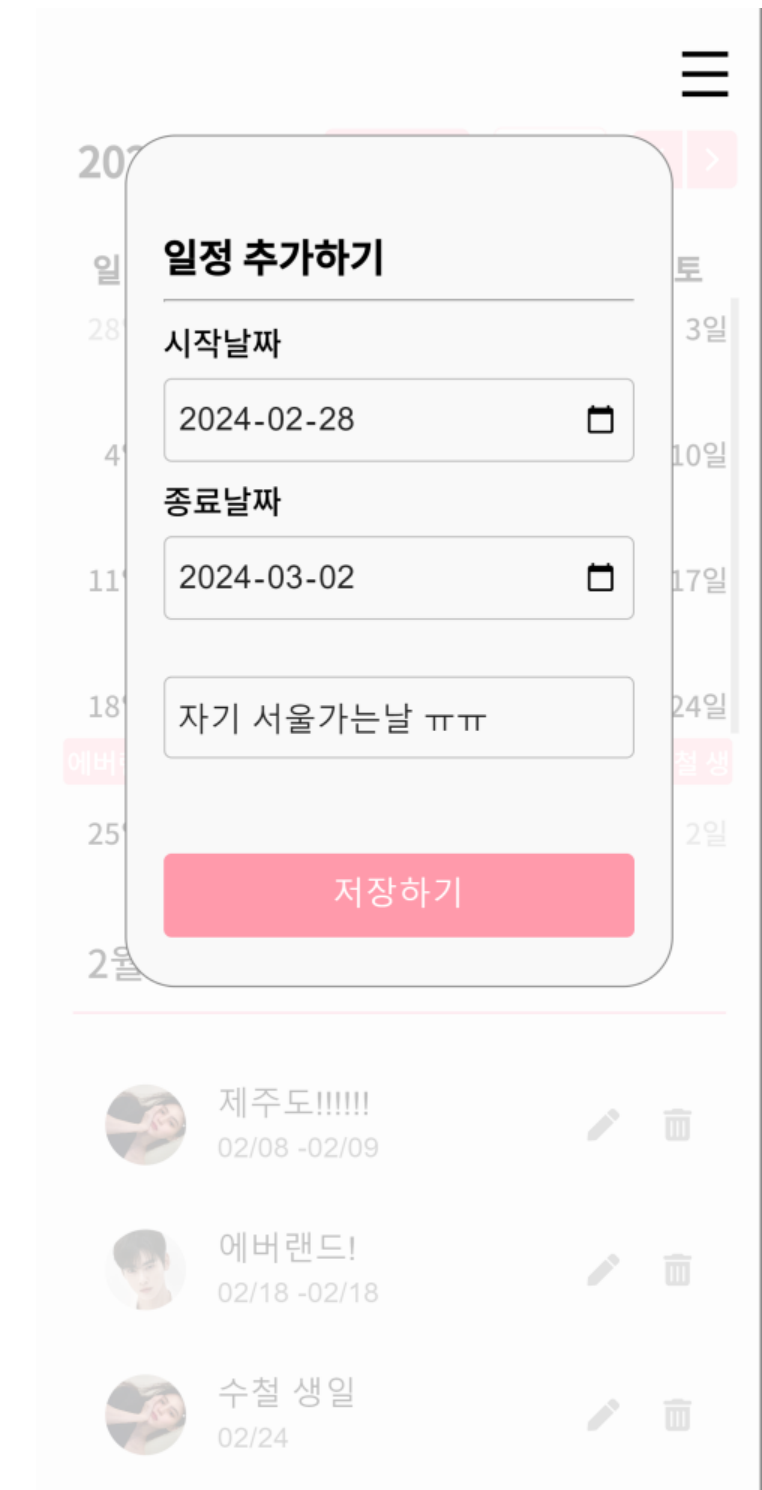 일정 추가하기
토
시작날짜
3일
2024-02-28
10일
종료날짜
2024-03-02
17일
자기 서울가는날 ㅠㅠ
24일
2일
저장하기
2월
제주도!!!!!!
02/08 -02/09
에버랜드!
02/18 -02/18
수철 생일
02/24